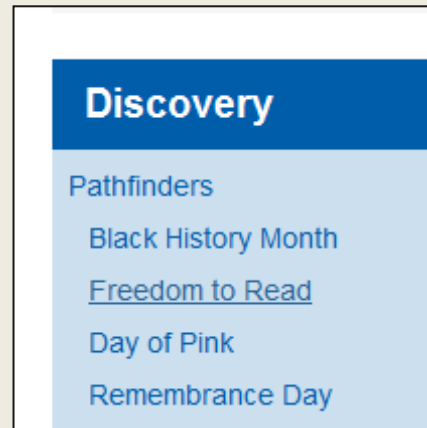 Discovery
Pathfinders
Black History Month
Freedom to Read
Day of Pink
Remembrance Day